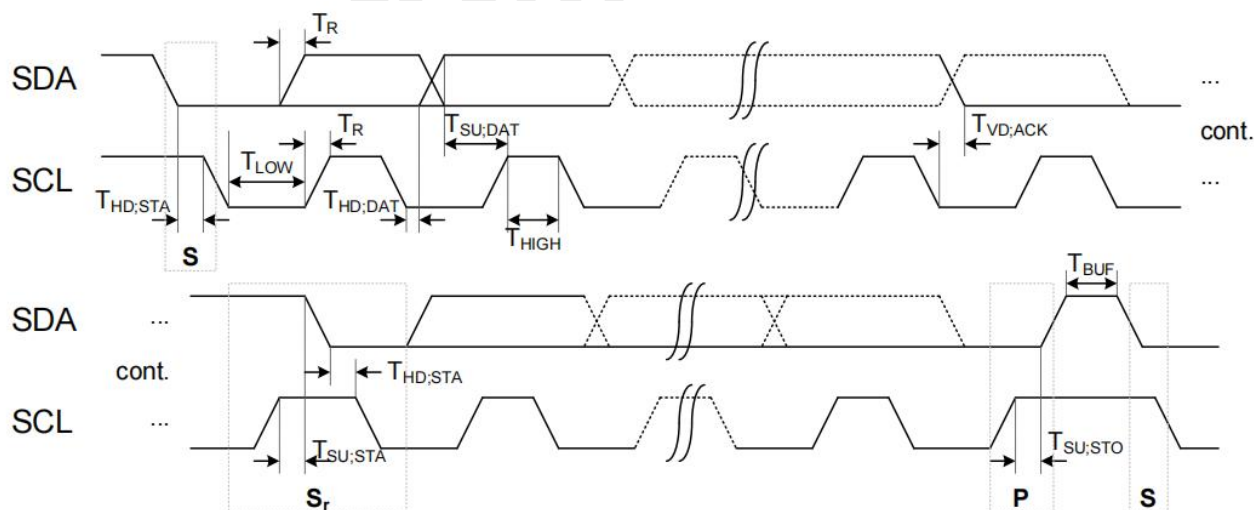 T_R
SDA
...
T_R
T_SU;DAT
T_VD;ACK
cont.
T_LOW
SCL
...
T_HD;STA
T_HD;DAT
T_HIGH
S
T_BUF
SDA
...
cont.
T_HD;STA
SCL
...
T_SU;STA
T_SU;STO
S_r
P
S